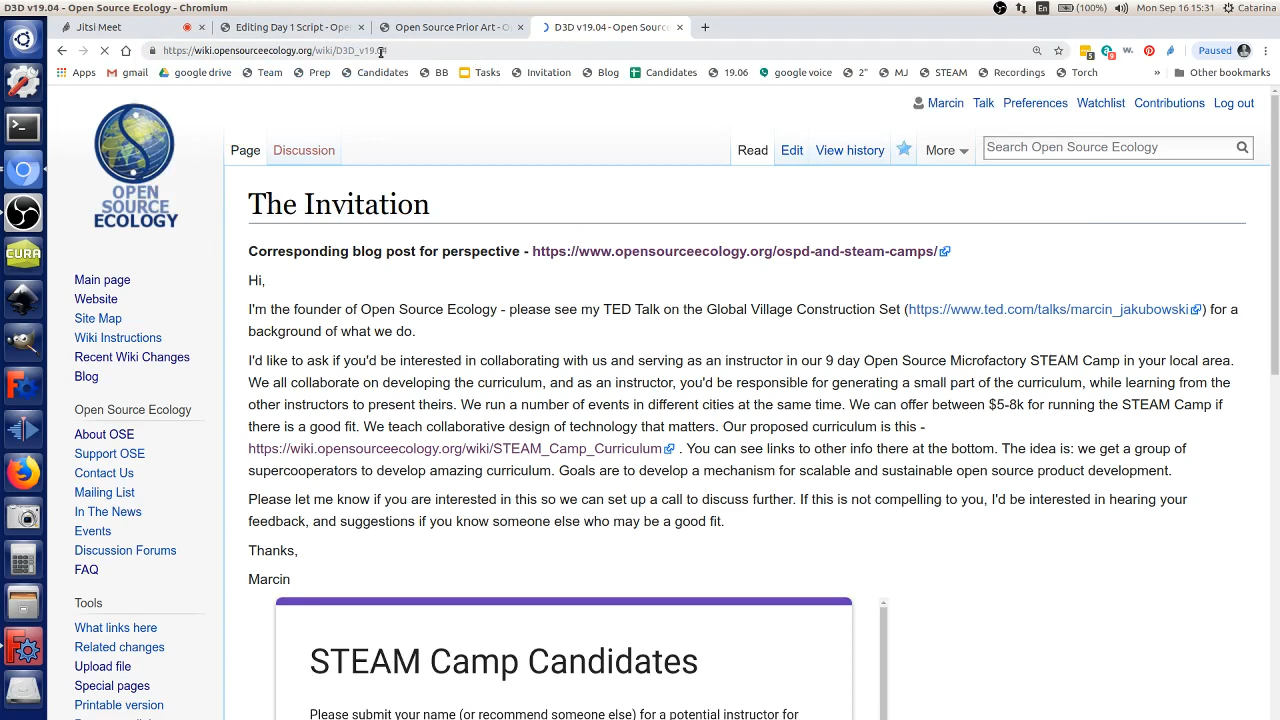 D3D v19.04 - Open Source Ecology - Chromium
En
(100%)
Mon Sep 16 15:31
Catarina
Jitsi Meet
Editing Day 1 Script - Ope
Open Source Prior Art - O
D3D v19.04 - Open Sourc
https://wiki.opensourceecology.org/wiki/D3D_v19.04
Paused
Apps
gmail
google drive
Team
Prep
Candidates
BB
Tasks
Invitation
Blog
Candidates
19.06
google voice
2"
MJ
STEAM
Recordings
Torch
»
Other bookmarks
Marcin
Talk
Preferences
Watchlist
Contributions
Log out
OPEN
SOURCE
ECOLOGY
Page
Discussion
Read
Edit
View history
More
Search Open Source Ecology
Main page
Website
Site Map
Wiki Instructions
Recent Wiki Changes
Blog
Open Source Ecology
About OSE
Support OSE
Contact Us
Mailing List
In The News
Events
Discussion Forums
FAQ
Tools
What links here
Related changes
Upload file
Special pages
Printable version
CURA
The Invitation
Corresponding blog post for perspective - https://www.opensourceecology.org/ospd-and-steam-camps/
Hi,
I'm the founder of Open Source Ecology - please see my TED Talk on the Global Village Construction Set (https://www.ted.com/talks/marcin_jakubowski) for a
background of what we do.
I'd like to ask if you'd be interested in collaborating with us and serving as an instructor in our 9 day Open Source Microfactory STEAM Camp in your local area.
We all collaborate on developing the curriculum, and as an instructor, you'd be responsible for generating a small part of the curriculum, while learning from the
other instructors to present theirs. We run a number of events in different cities at the same time. We can offer between $5-8k for running the STEAM Camp if
there is a good fit. We teach collaborative design of technology that matters. Our proposed curriculum is this -
https://wiki.opensourceecology.org/wiki/STEAM_Camp_Curriculum . You can see links to other info there at the bottom. The idea is: we get a group of
supercooperators to develop amazing curriculum. Goals are to develop a mechanism for scalable and sustainable open source product development.
Please let me know if you are interested in this so we can set up a call to discuss further. If this is not compelling to you, I'd be interested in hearing your
feedback, and suggestions if you know someone else who may be a good fit.
Thanks,
Marcin
STEAM Camp Candidates
Please submit your name (or recommend someone else) for a potential instructor for